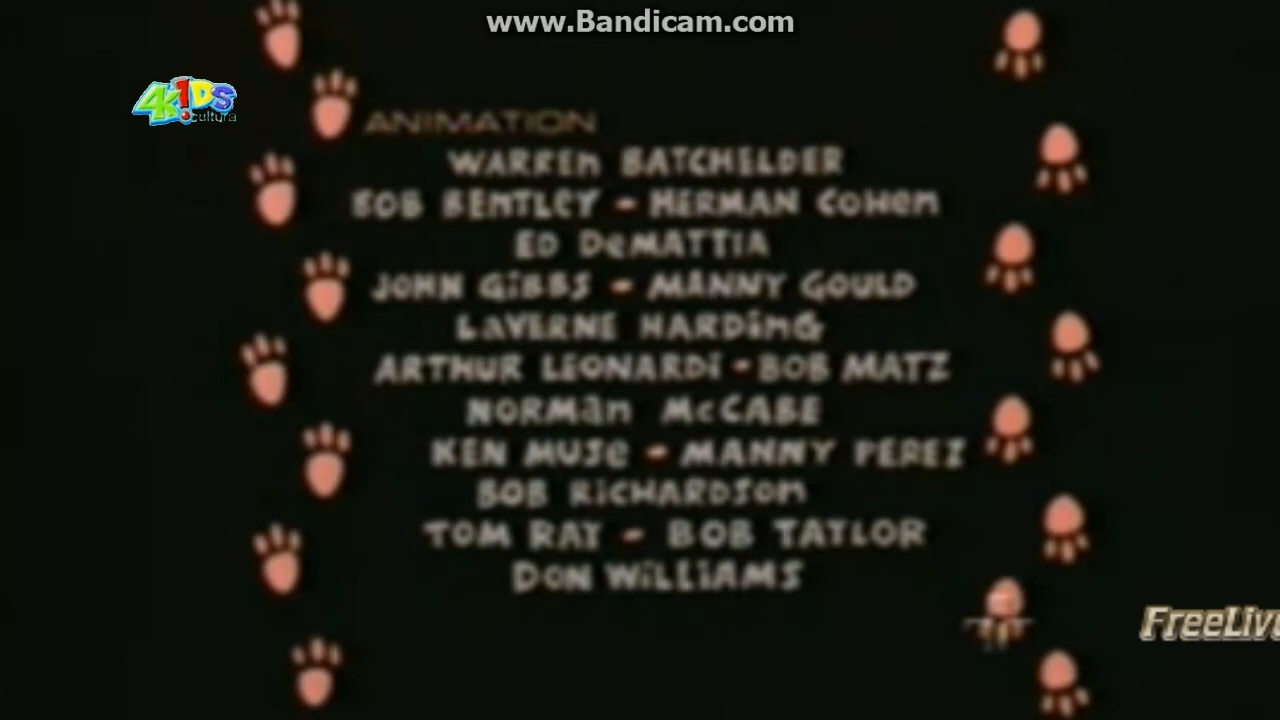 www.Bandicam.com
4KiDS
cultura
ANIMATION
WARREN BATCHELDER
BOB BENTLEY - HERMAN COHEN
ED DeMATTIA
JOHN GiBBS - MANNY GOULD
LAVERNE HARDiNG
ARTHUR LEONARDi - BOB MATZ
NORMAN McCABE
KEN MUSE - MANNY PEREZ
BOB RiCHARDSON
TOM RAY - BOB TAYLOR
DON WiLLiAMS
FreeLive